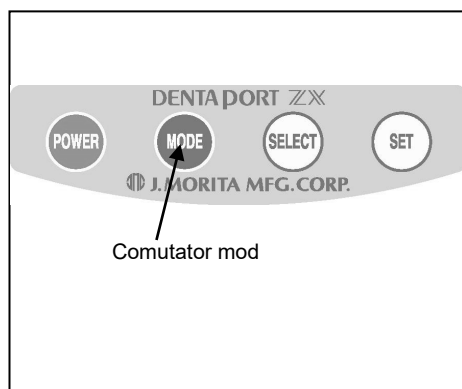 DENTAPORT ZX
POWER MODE SELECT SET
J.MORITA MFG.CORP.
Comutator mod